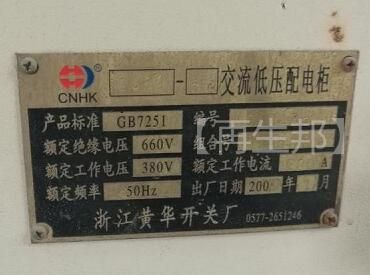 CNHK
- 交流低压配电柜
产品标准 GB7251 编号
额定绝缘电压 660V 组合号
额定工作电压 380V 额定工作电流 A
额定频率 50Hz 出厂日期 200 年 月
浙江黄华开关厂 0577-2651246
【再生邦】